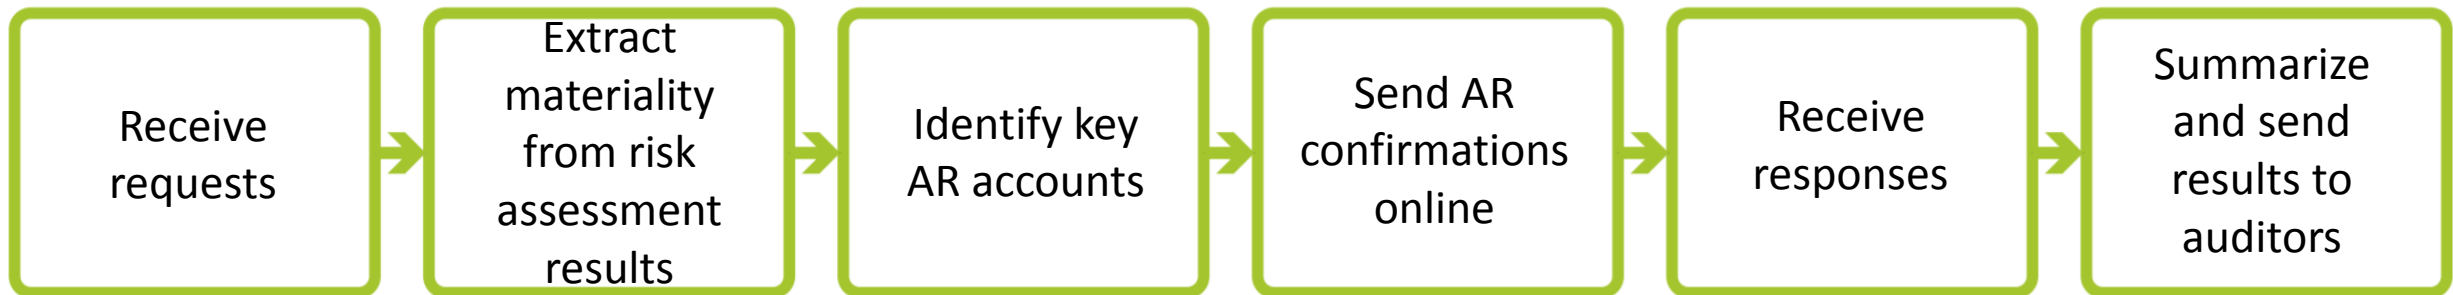 Receive
requests
Extract
materiality
from risk
assessment
results
Identify key
AR accounts
Send AR
confirmations
online
Receive
responses
Summarize
and send
results to
auditors